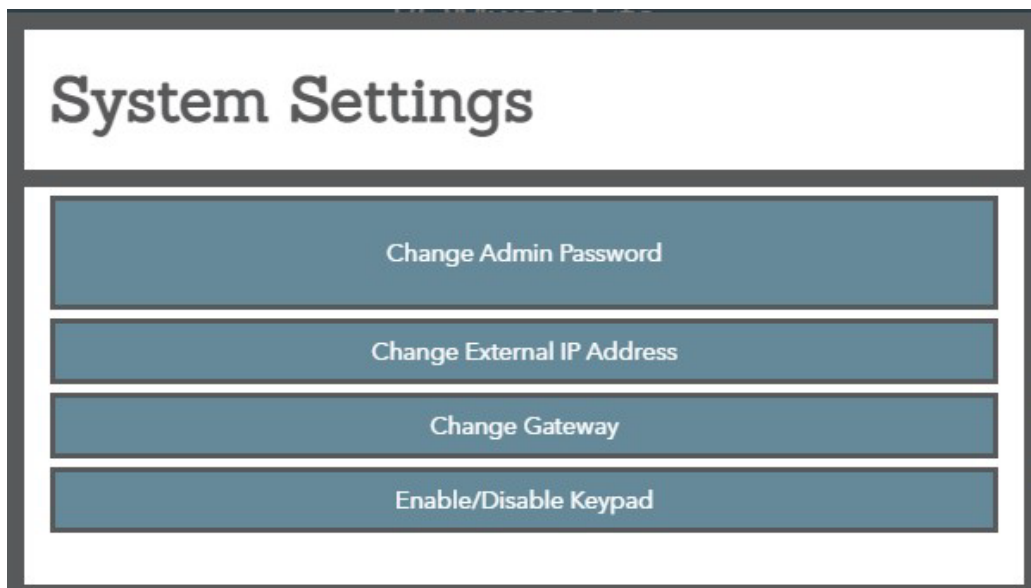 System Settings
Change Admin Password
Change External IP Address
Change Gateway
Enable/Disable Keypad